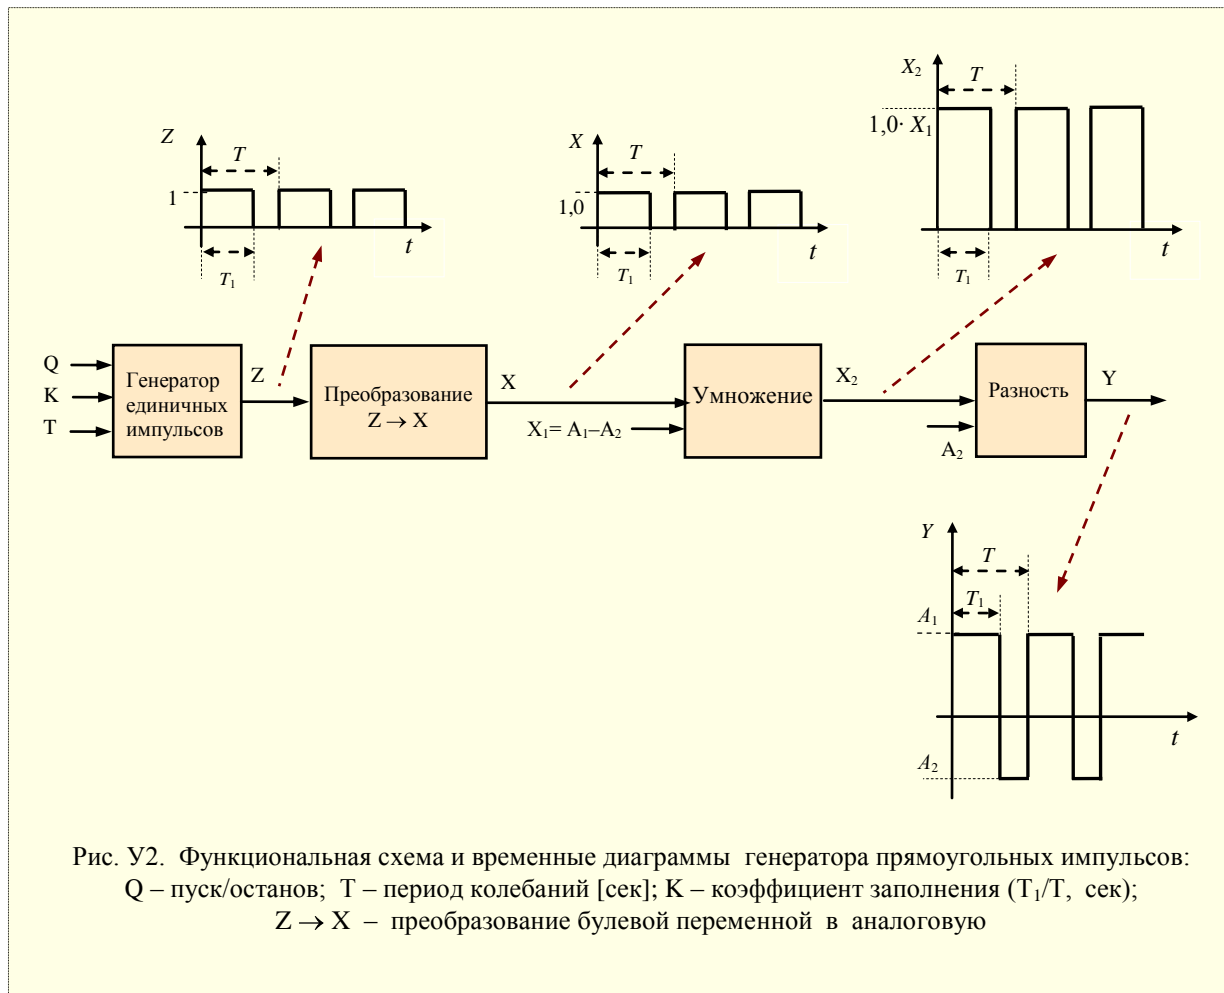 X₂
T
1,0· X₁
T₁
t
Z
T
1
T₁
t
X
T
1,0
T₁
t
Q
K
T
Генератор
единичных
импульсов
Z
Преобразование
Z → X
X
X₁= A₁–A₂
Умножение
X₂
A₂
Разность
Y
Y
T
T₁
A₁
A₂
t
Рис. У2. Функциональная схема и временные диаграммы генератора прямоугольных импульсов:
Q – пуск/останов; T – период колебаний [сек]; K – коэффициент заполнения (T₁/T, сек);
Z → X – преобразование булевой переменной в аналоговую